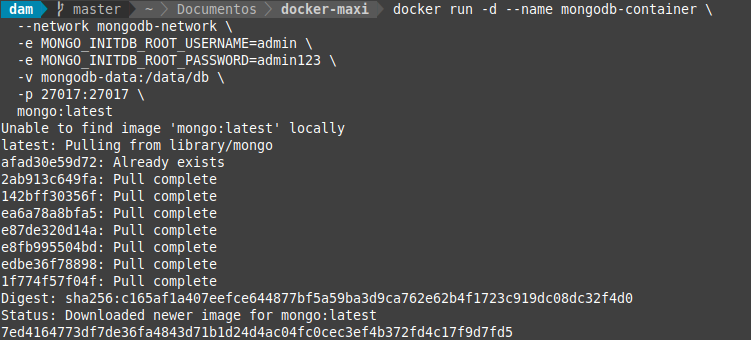 dam master ~ Documentos docker-maxi docker run -d --name mongodb-container \
--network mongodb-network \
-e MONGO_INITDB_ROOT_USERNAME=admin \
-e MONGO_INITDB_ROOT_PASSWORD=admin123 \
-v mongodb-data:/data/db \
-p 27017:27017 \
mongo:latest
Unable to find image 'mongo:latest' locally
latest: Pulling from library/mongo
afad30e59d72: Already exists
2ab913c649fa: Pull complete
142bff30356f: Pull complete
ea6a78a8bfa5: Pull complete
e87de320d14a: Pull complete
e8fb995504bd: Pull complete
edbe36f78898: Pull complete
1f774f57f04f: Pull complete
Digest: sha256:c165af1a407eefce644877bf5a59ba3d9ca762e62b4f1723c919dc08dc32f4d0
Status: Downloaded newer image for mongo:latest
7ed4164773df7de36fa4843d71b1d24d4ac04fc0cec3ef4b372fd4c17f9d7fd5